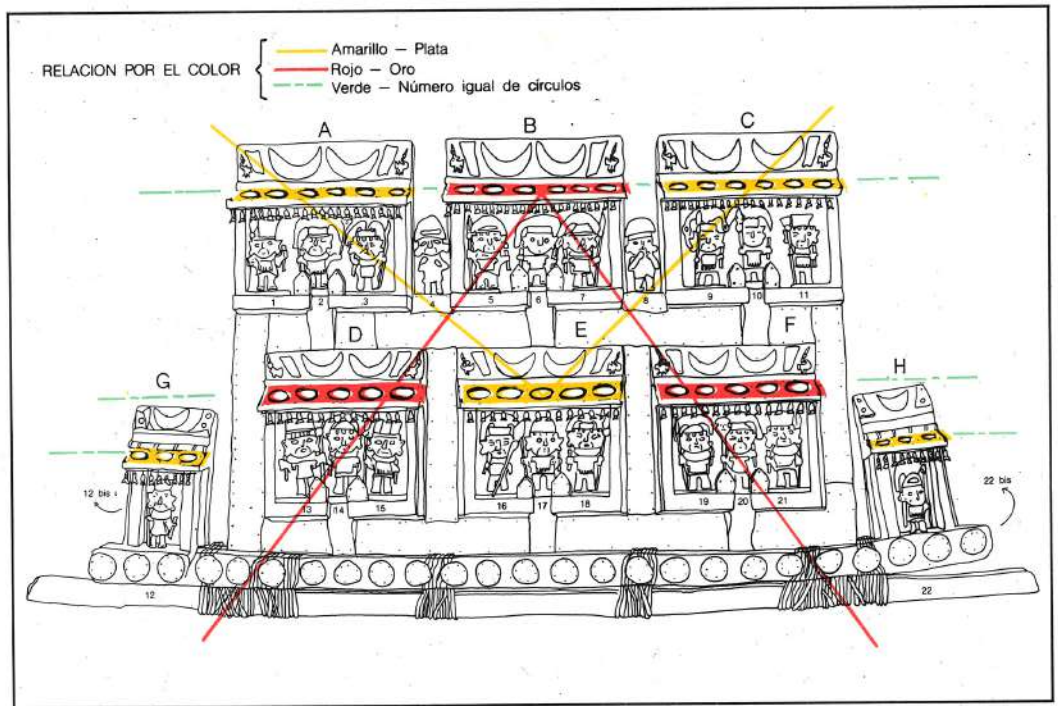 Amarillo — Plata
RELACION POR EL COLOR
Rojo — Oro
Verde — Número igual de círculos
A
B
C
1 2 3 4 5 6 7 8 9 10 11
D
E
F
G
H
12 bis
13 14 15 16 17 18 19 20 21
22 bis
12
22